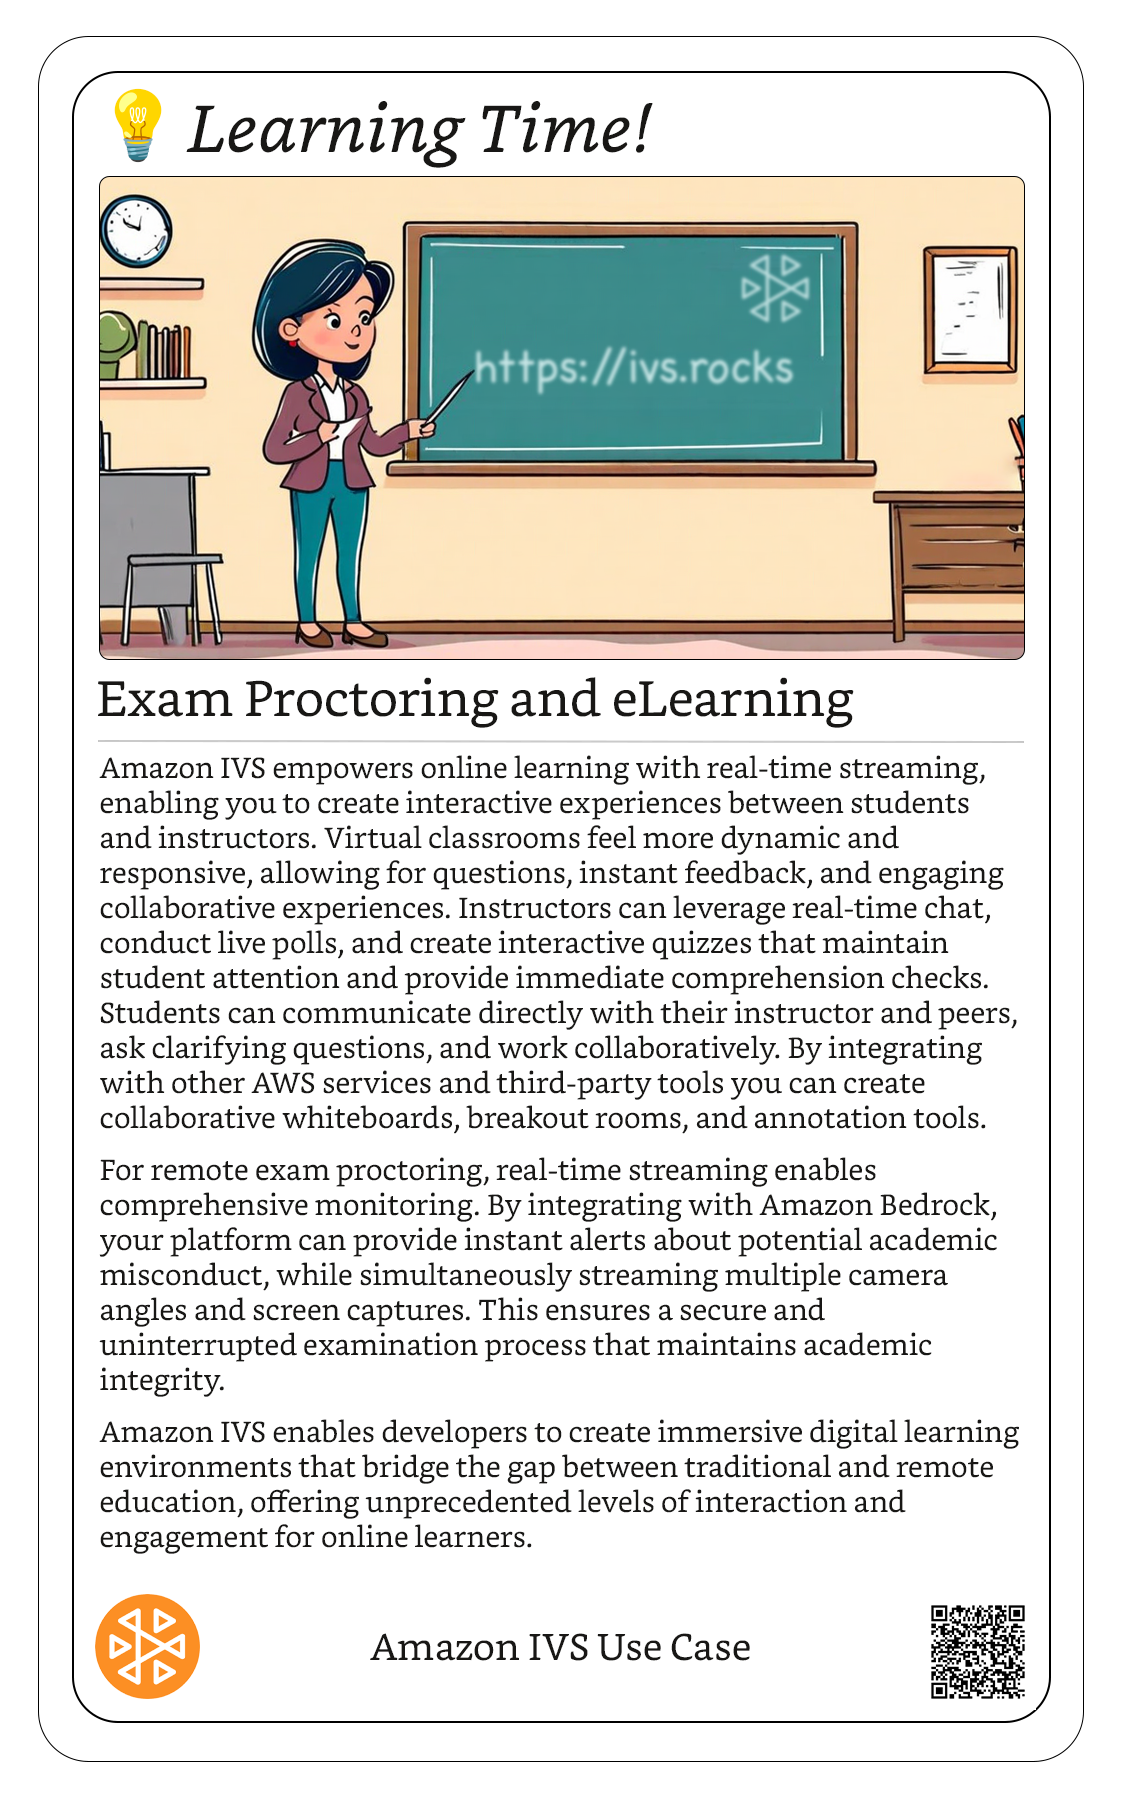 Learning Time!
https://ivs.rocks
Exam Proctoring and eLearning
Amazon IVS empowers online learning with real-time streaming,
enabling you to create interactive experiences between students
and instructors. Virtual classrooms feel more dynamic and
responsive, allowing for questions, instant feedback, and engaging
collaborative experiences. Instructors can leverage real-time chat,
conduct live polls, and create interactive quizzes that maintain
student attention and provide immediate comprehension checks.
Students can communicate directly with their instructor and peers,
ask clarifying questions, and work collaboratively. By integrating
with other AWS services and third-party tools you can create
collaborative whiteboards, breakout rooms, and annotation tools.
For remote exam proctoring, real-time streaming enables
comprehensive monitoring. By integrating with Amazon Bedrock,
your platform can provide instant alerts about potential academic
misconduct, while simultaneously streaming multiple camera
angles and screen captures. This ensures a secure and
uninterrupted examination process that maintains academic
integrity.
Amazon IVS enables developers to create immersive digital learning
environments that bridge the gap between traditional and remote
education, offering unprecedented levels of interaction and
engagement for online learners.
Amazon IVS Use Case